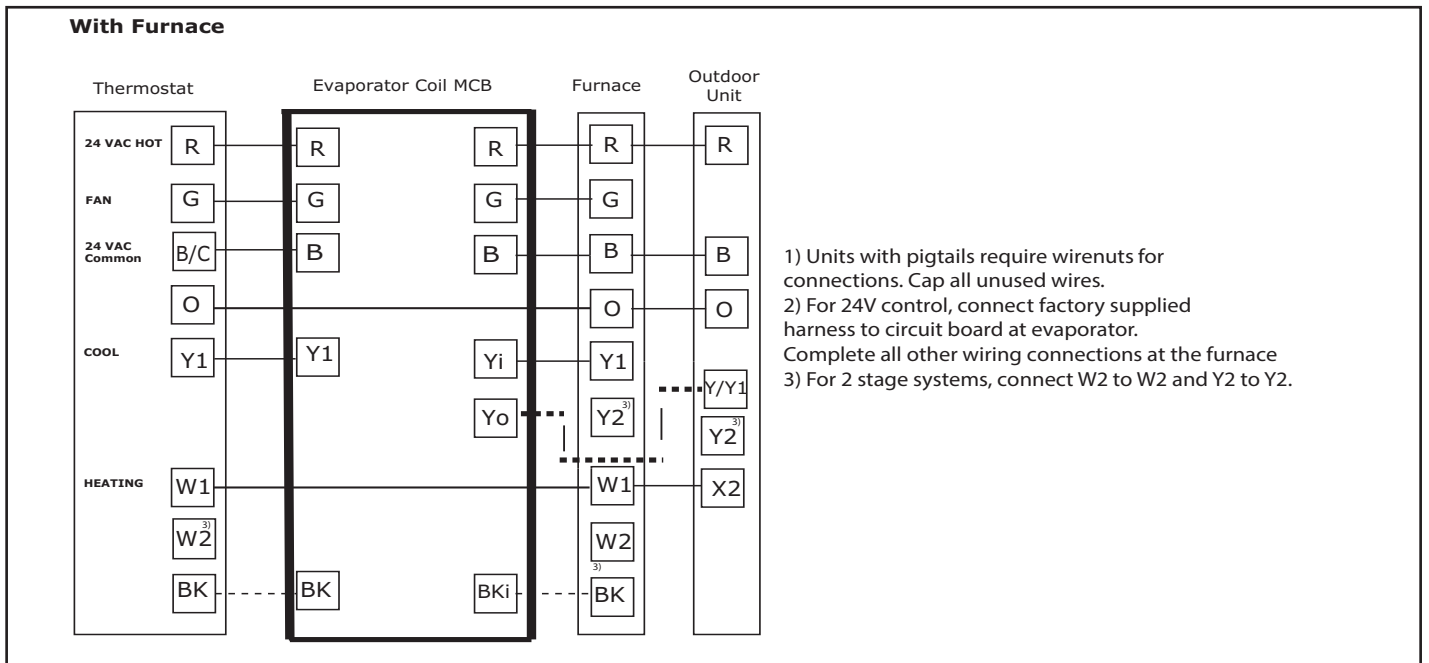 With Furnace
Thermostat
Evaporator Coil MCB
Furnace
Outdoor
Unit
24 VAC HOT R R R R R
FAN G G G G
24 VAC
Common B/C B B B B
O O O
COOL Y1 Y1 Yi Y1
Y/Y1
Yo Y2 3)
Y2 3)
HEATING W1 W1 X2
W2 3) W2
3)
BK BK BKi BK
1) Units with pigtails require wirenuts for
connections. Cap all unused wires.
2) For 24V control, connect factory supplied
harness to circuit board at evaporator.
Complete all other wiring connections at the furnace
3) For 2 stage systems, connect W2 to W2 and Y2 to Y2.